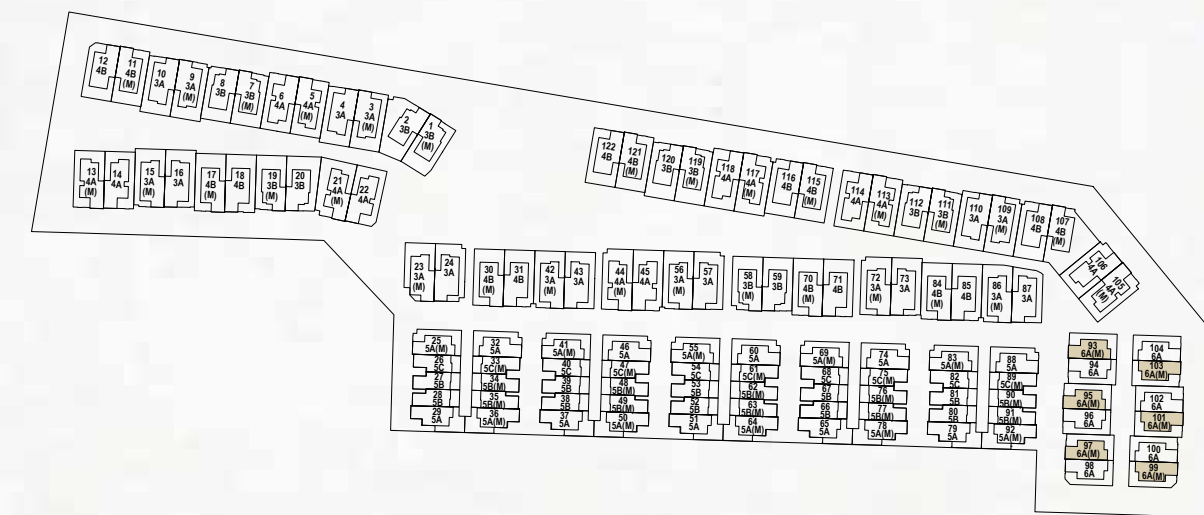 12
4B
11
4B
(M)
10
3A
9
3A
(M)
8
3B
7
3B
(M)
6
4A
5
4A
(M)
4
3A
3
3A
(M)
2
3B
1
3B
(M)
13
4A
(M)
14
4A
15
3A
(M)
16
3A
17
4B
(M)
18
4B
19
3B
(M)
20
3B
21
4A
(M)
22
4A
122
4B
121
4B
(M)
120
3B
119
3B
(M)
118
4A
117
4A
(M)
116
4B
115
4B
(M)
114
4A
113
4A
(M)
112
3B
111
3B
(M)
110
3A
109
3A
(M)
108
4B
107
4B
(M)
106
4A
105
4A
(M)
23
3A
(M)
24
3A
30
4B
(M)
31
4B
42
3A
(M)
43
3A
44
4A
(M)
45
4A
56
3A
(M)
57
3A
58
3B
(M)
59
3B
70
4B
(M)
71
4B
72
3A
(M)
73
3A
84
4B
(M)
85
4B
86
3A
(M)
87
3A
25
5A(M)
26
5C
27
5B
28
5B
29
5A
32
5A
33
5C(M)
34
5B(M)
35
5B(M)
36
5A(M)
41
5A(M)
40
5C
39
5B
38
5B
37
5A
46
5A
47
5C(M)
48
5B(M)
49
5B(M)
50
5A(M)
55
5A(M)
54
5C
53
5B
52
5B
51
5A
60
5A
61
5C(M)
62
5B(M)
63
5B(M)
64
5A(M)
69
5A(M)
68
5C
67
5B
66
5B
65
5A
74
5A
75
5C(M)
76
5B(M)
77
5B(M)
78
5A(M)
83
5A(M)
82
5C
81
5B
80
5B
79
5A
88
5A
89
5C(M)
90
5B(M)
91
5B(M)
92
5A(M)
93
6A(M)
94
6A
95
6A(M)
96
6A
97
6A(M)
98
6A
104
6A
103
6A(M)
102
6A
101
6A(M)
100
6A
99
6A(M)